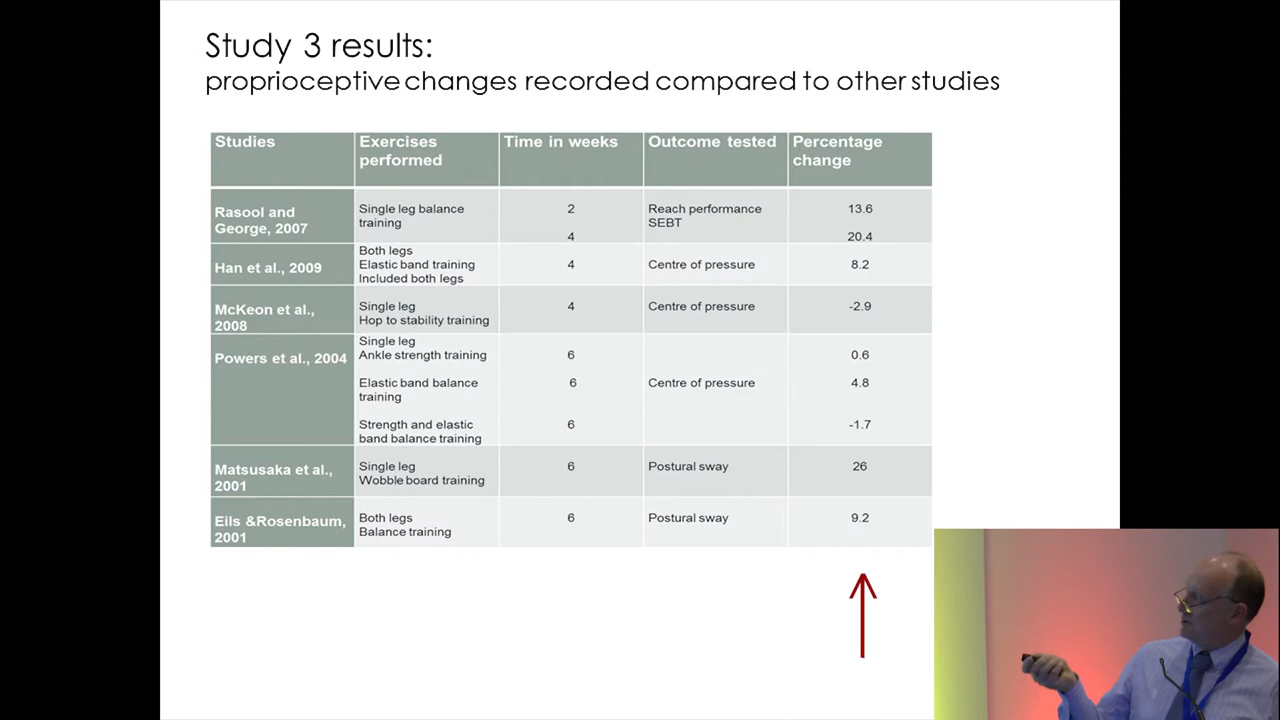 Study 3 results:
proprioceptive changes recorded compared to other studies
Studies
Exercises performed
Time in weeks
Outcome tested
Percentage change
Rasool and George, 2007
Single leg balance training
2
4
Reach performance SEBT
13.6
20.4
Han et al., 2009
Both legs
Elastic band training
Included both legs
4
Centre of pressure
8.2
McKeon et al., 2008
Single leg
Hop to stability training
4
Centre of pressure
-2.9
Powers et al., 2004
Single leg
Ankle strength training
6
0.6
Elastic band balance training
6
Centre of pressure
4.8
Strength and elastic band balance training
6
-1.7
Matsusaka et al., 2001
Single leg
Wobble board training
6
Postural sway
26
Eils &Rosenbaum, 2001
Both legs
Balance training
6
Postural sway
9.2